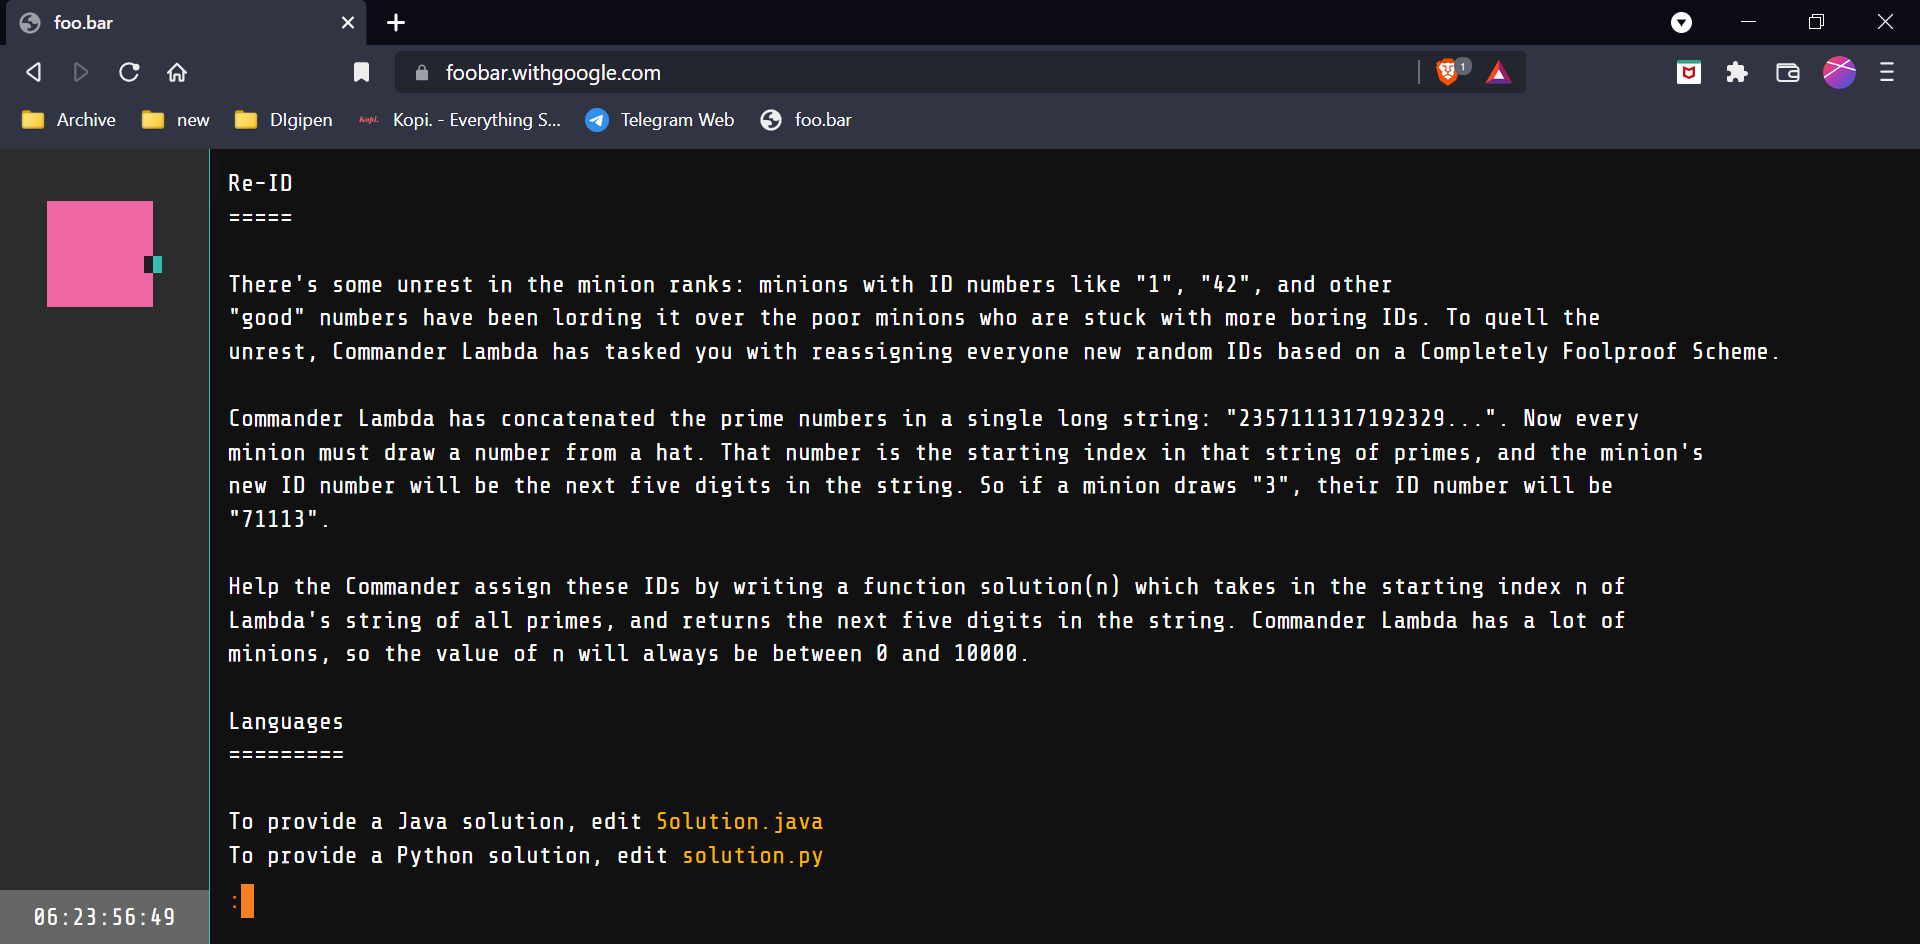 foo.bar
foobar.withgoogle.com
1
Archive
new
DIgipen
Kopi.
Kopi. - Everything S...
Telegram Web
foo.bar
Re-ID
=====
There's some unrest in the minion ranks: minions with ID numbers like "1", "42", and other
"good" numbers have been lording it over the poor minions who are stuck with more boring IDs. To quell the
unrest, Commander Lambda has tasked you with reassigning everyone new random IDs based on a Completely Foolproof Scheme.
Commander Lambda has concatenated the prime numbers in a single long string: "2357111317192329...". Now every
minion must draw a number from a hat. That number is the starting index in that string of primes, and the minion's
new ID number will be the next five digits in the string. So if a minion draws "3", their ID number will be
"71113".
Help the Commander assign these IDs by writing a function solution(n) which takes in the starting index n of
Lambda's string of all primes, and returns the next five digits in the string. Commander Lambda has a lot of
minions, so the value of n will always be between 0 and 10000.
Languages
=========
To provide a Java solution, edit Solution.java
To provide a Python solution, edit solution.py
:
06:23:56:49